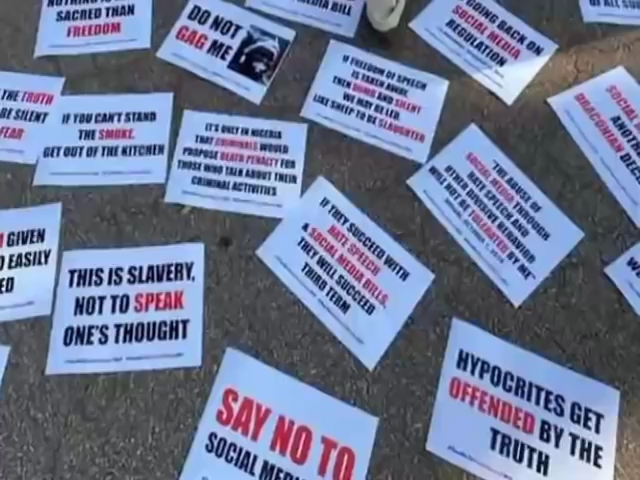 SACRED THAN
FREEDOM
DO NOT
GAG ME
MEDIA BILL
GOING BACK ON
SOCIAL MEDIA
REGULATION
THE TRUTH
BE SILENT
FEAR
IF YOU CAN'T STAND
THE SMOKE,
GET OUT OF THE KITCHEN
IT'S ONLY IN NIGERIA
THAT CRIMINALS WOULD
PROPOSE DEATH PENALTY FOR
THOSE WHO TALK ABOUT THEIR
CRIMINAL ACTIVITIES
IF FREEDOM OF SPEECH
IS TAKEN AWAY,
THEN DUMB AND SILENT
WE MAY BE LED,
LIKE SHEEP TO BE SLAUGHTER
"THE ABUSE OF
SOCIAL MEDIA THROUGH
HATE SPEECH AND
OTHER DIVISIVE BEHAVIOR
WILL NOT BE TOLERATED BY ME"
DRACONIAN
GIVEN
EASILY
THIS IS SLAVERY,
NOT TO SPEAK
ONE'S THOUGHT
IF THEY SUCCEED WITH
HATE SPEECH
& SOCIAL MEDIA BILLS,
THEY WILL SUCCEED
THIRD TERM
SAY NO TO
SOCIAL
HYPOCRITES GET
OFFENDED BY THE
TRUTH